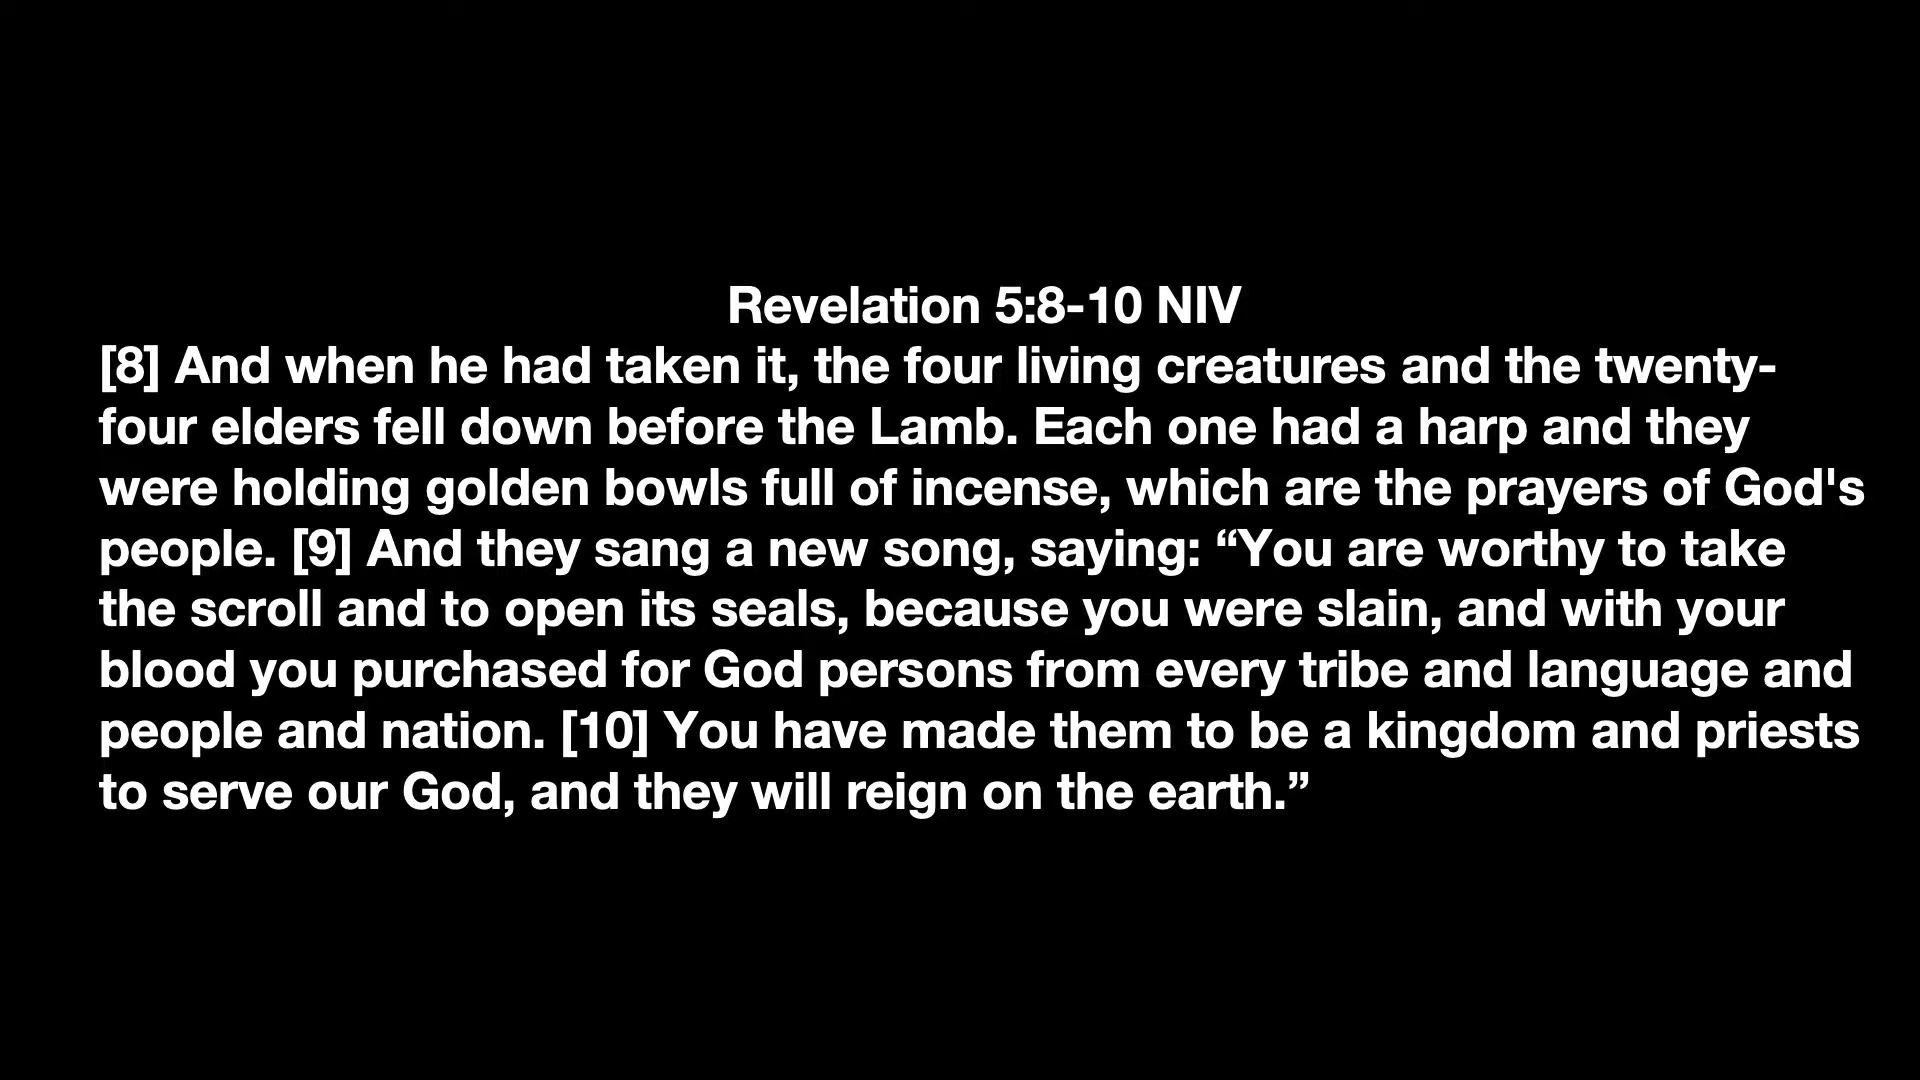 Revelation 5:8-10 NIV
[8] And when he had taken it, the four living creatures and the twenty-
four elders fell down before the Lamb. Each one had a harp and they
were holding golden bowls full of incense, which are the prayers of God's
people. [9] And they sang a new song, saying: “You are worthy to take
the scroll and to open its seals, because you were slain, and with your
blood you purchased for God persons from every tribe and language and
people and nation. [10] You have made them to be a kingdom and priests
to serve our God, and they will reign on the earth.”